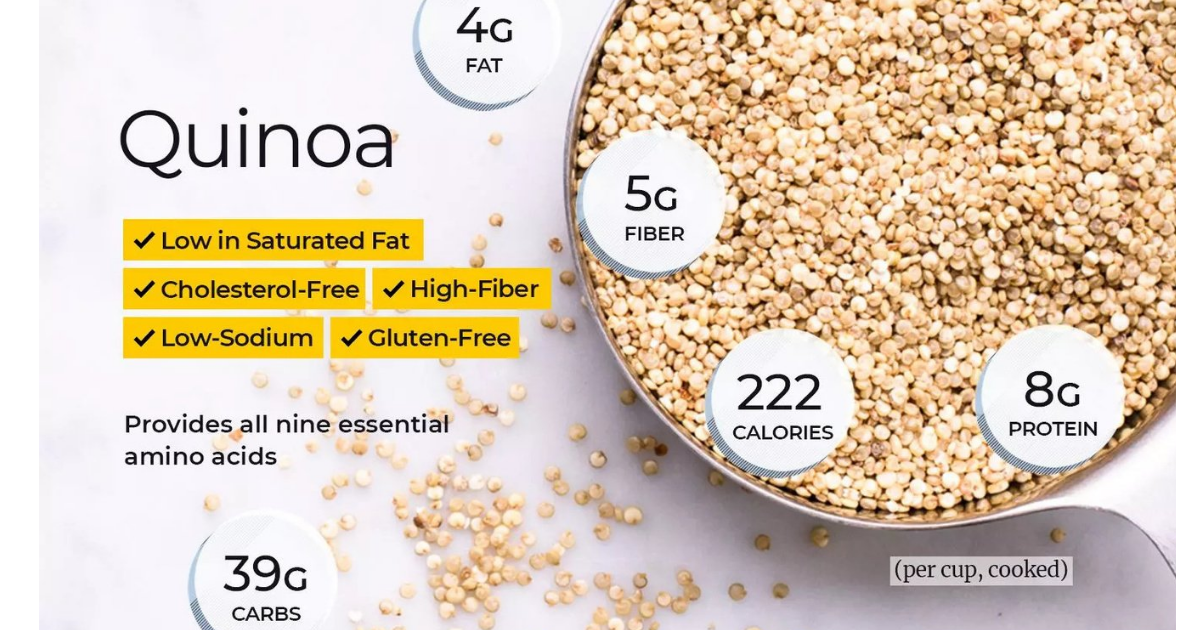 4G
FAT
Quinoa
5G
FIBER
✓ Low in Saturated Fat
✓ Cholesterol-Free ✓ High-Fiber
✓ Low-Sodium ✓ Gluten-Free
222
CALORIES
8G
PROTEIN
Provides all nine essential
amino acids
39G
CARBS
(per cup, cooked)